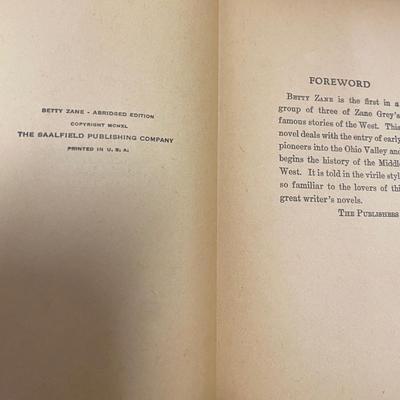 BETTY ZANE - ABRIDGED EDITION
COPYRIGHT MCMXL
THE SAALFIELD PUBLISHING COMPANY
PRINTED IN U. S. A.
FOREWORD
BETTY ZANE is the first in a
group of three of Zane Grey's
famous stories of the West. This
novel deals with the entry of early
pioneers into the Ohio Valley and
begins the history of the Middle
West. It is told in the virile styl
so familiar to the lovers of thi
great writer's novels.
THE PUBLISHERS